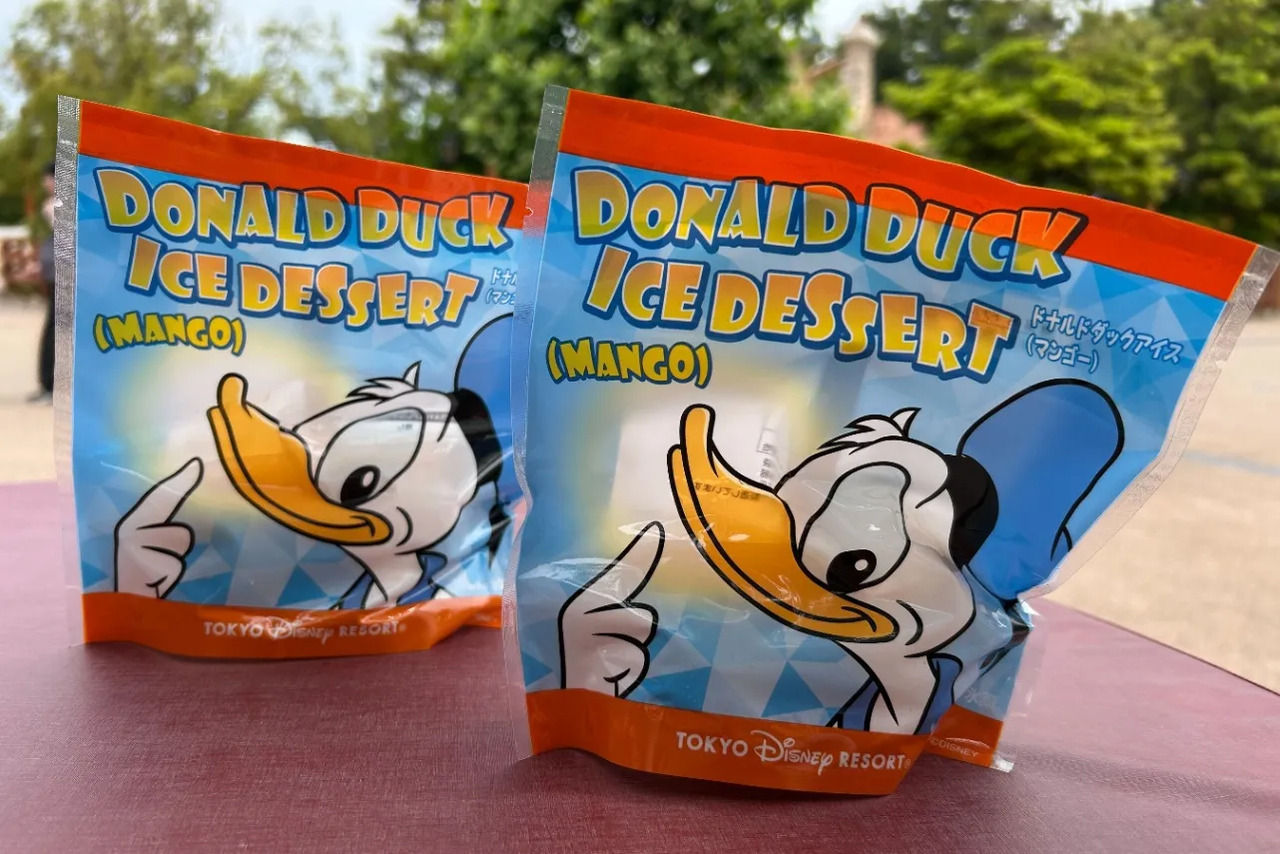 DONALD DUCK
ICE DESSERT
(MANGO)
TOKYO Disney RESORT®
DONALD DUCK
ICE DESSERT
ドナルドダックアイス
(マンゴー)
(MANGO)
TOKYO Disney RESORT®
©DISNEY